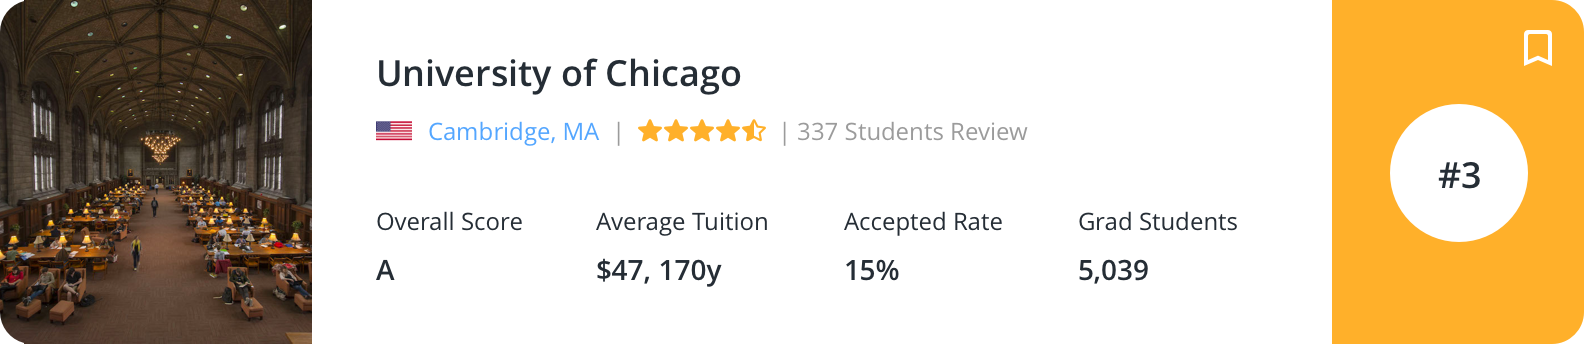 University of Chicago
Cambridge, MA | | 337 Students Review
Overall Score Average Tuition Accepted Rate Grad Students
A $47, 170y 15% 5,039
#3